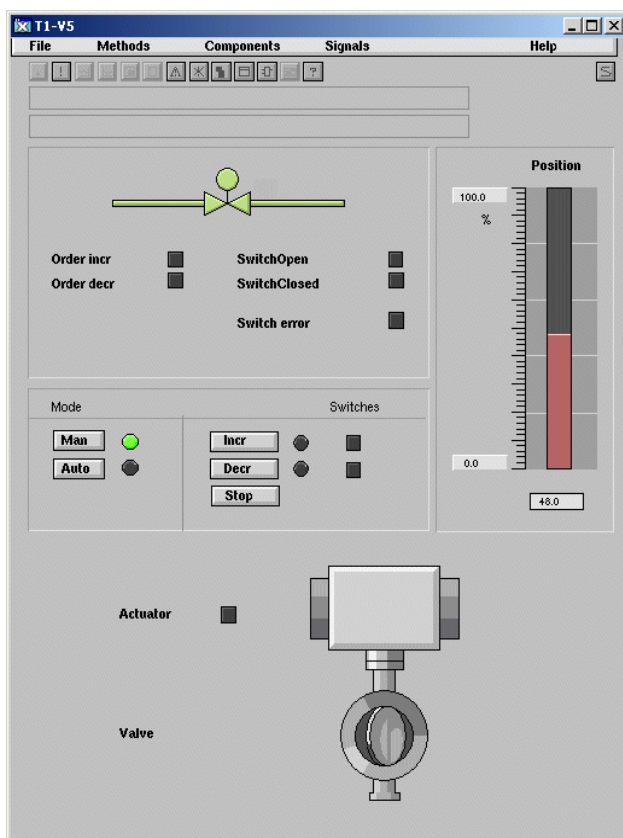 T1-V5
File Methods Components Signals Help
! ?
Position
100.0
%
Order incr SwitchOpen
Order decr SwitchClosed
Switch error
Mode Switches
Man Incr
Auto Decr
Stop
0.0
48.0
Actuator
Valve